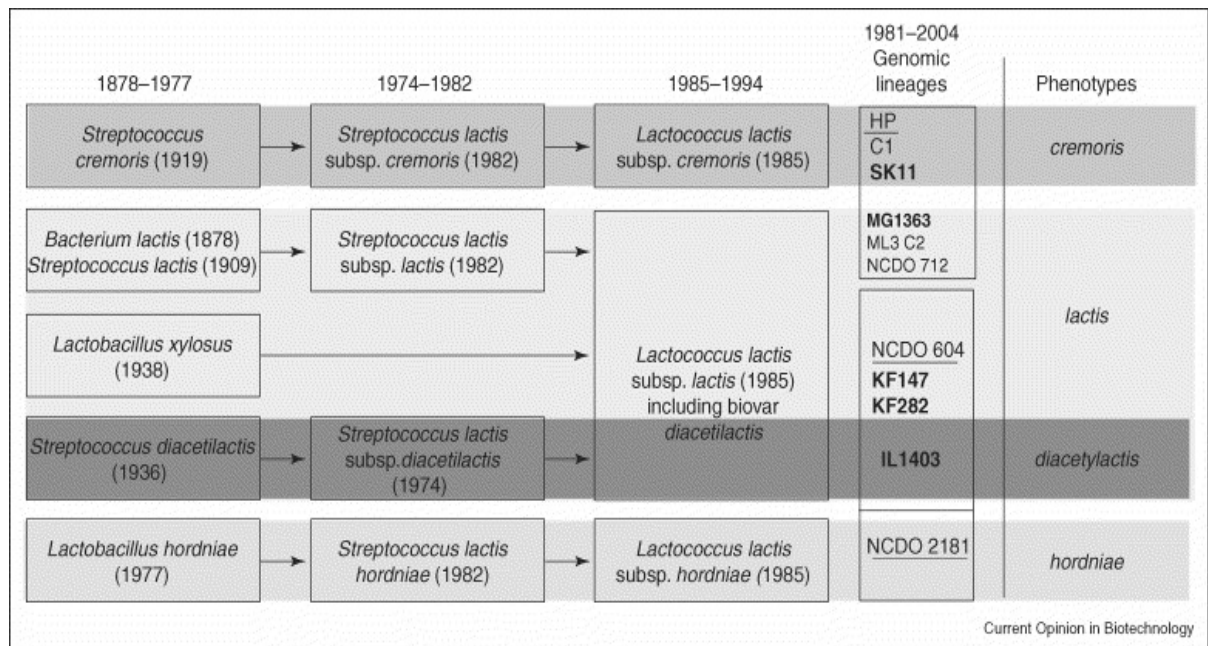 1981–2004
Genomic
lineages
1878–1977
1974–1982
1985–1994
Phenotypes
Streptococcus
cremoris (1919)
Streptococcus lactis
subsp. cremoris (1982)
Lactococcus lactis
subsp. cremoris (1985)
HP
C1
SK11
cremoris
Bacterium lactis (1878)
Streptococcus lactis (1909)
Streptococcus lactis
subsp. lactis (1982)
MG1363
ML3 C2
NCDO 712
Lactobacillus xylosus
(1938)
Lactococcus lactis
subsp. lactis (1985)
including biovar
diacetilactis
NCDO 604
KF147
KF282
lactis
Streptococcus diacetilactis
(1936)
Streptococcus lactis
subsp.diacetilactis
(1974)
IL1403
diacetylactis
Lactobacillus hordniae
(1977)
Streptococcus lactis
hordniae (1982)
Lactococcus lactis
subsp. hordniae (1985)
NCDO 2181
hordniae
Current Opinion in Biotechnology